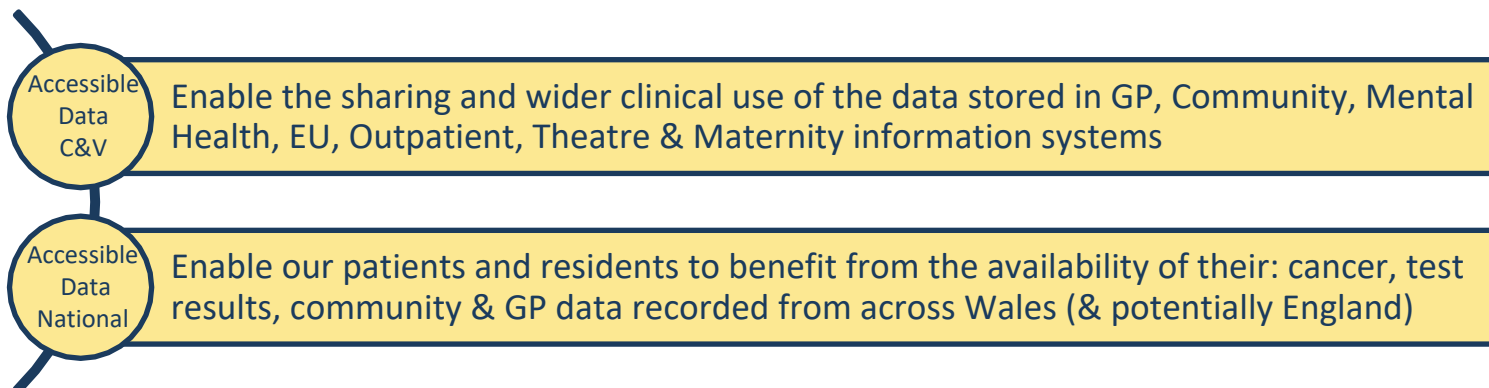 Accessible
Data
C&V
Enable the sharing and wider clinical use of the data stored in GP, Community, Mental
Health, EU, Outpatient, Theatre & Maternity information systems
Accessible
Data
National
Enable our patients and residents to benefit from the availability of their: cancer, test
results, community & GP data recorded from across Wales (& potentially England)